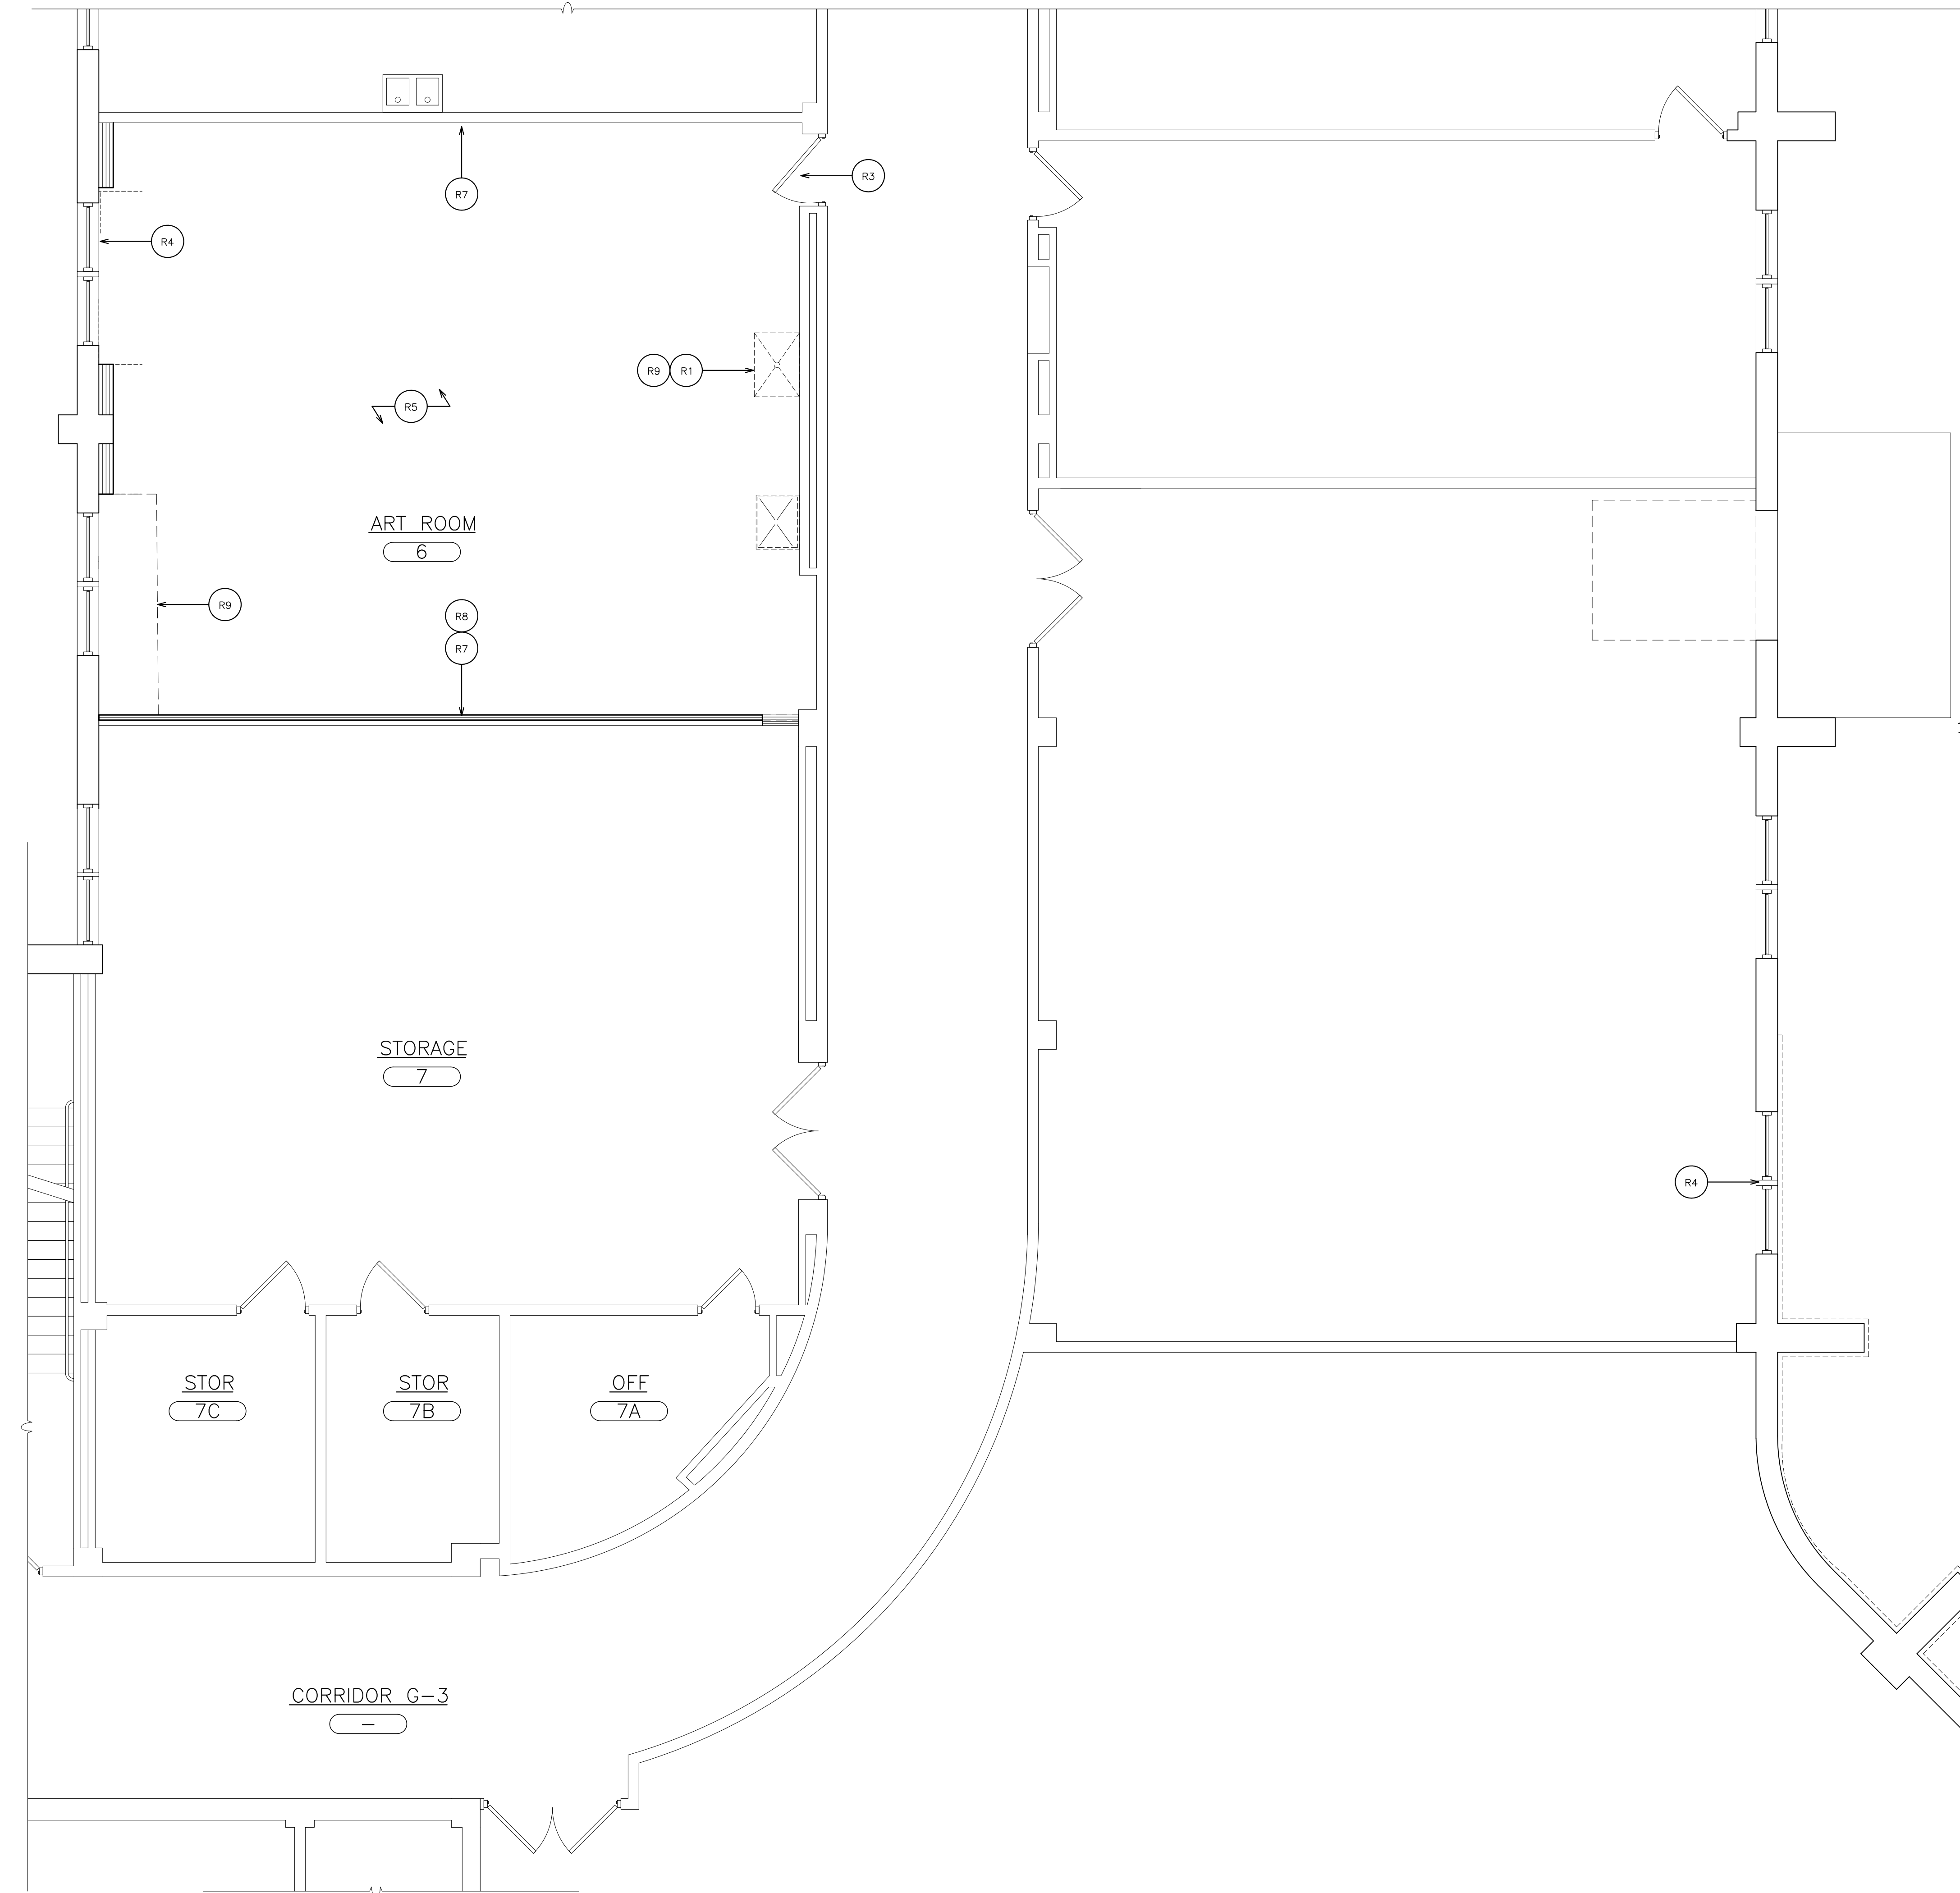 R7
R3
R4
R9 R1
R5
ART ROOM
6
R9
R8
R7
STORAGE
7
R4
STOR
7C
STOR
7B
OFF
7A
CORRIDOR G-3
-